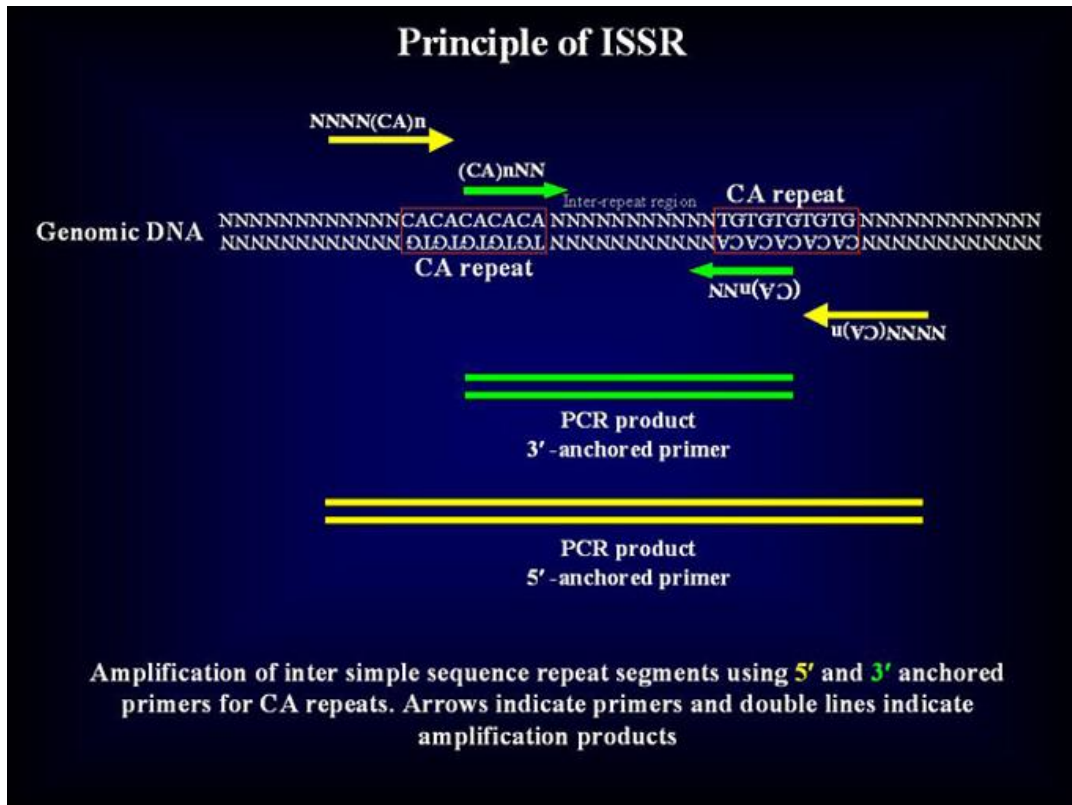 Principle of ISSR
NNNN(CA)n
(CA)nNN
Inter-repeat region
CA repeat
Genomic DNA
NNNNNNNNNNNNCACACACACANNNNNNNNNNNTGTGTGTGTGNNNNNNNNNNNN
NNNNNNNNNNNNGTGTGTGTGTNNNNNNNNNNNACACACACACNNNNNNNNNNNN
CA repeat
(CA)nNN
NNNN(CA)n
PCR product
3′-anchored primer
PCR product
5′-anchored primer
Amplification of inter simple sequence repeat segments using 5′ and 3′ anchored
primers for CA repeats. Arrows indicate primers and double lines indicate
amplification products